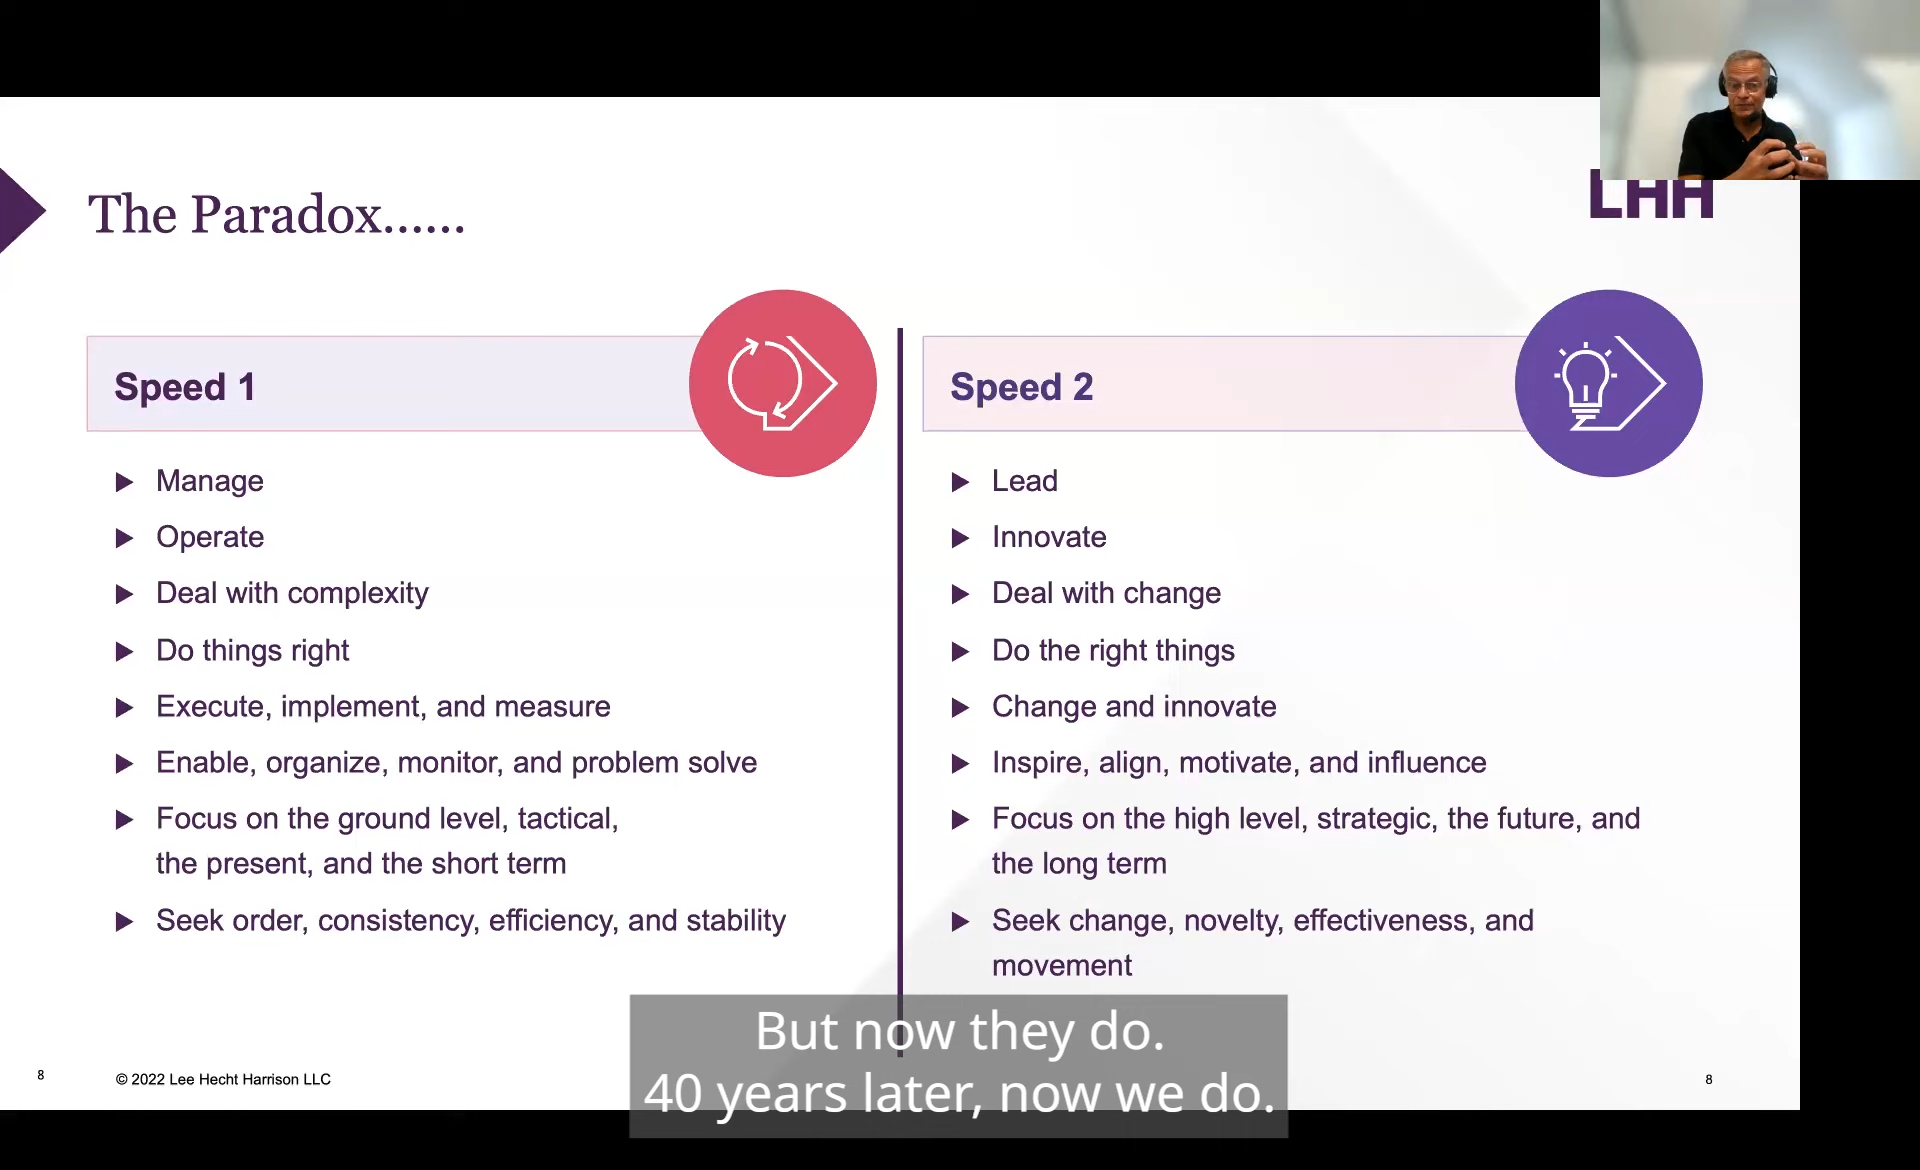 The Paradox......
LHH
Speed 1
Manage
Operate
Deal with complexity
Do things right
Execute, implement, and measure
Enable, organize, monitor, and problem solve
Focus on the ground level, tactical,
the present, and the short term
Seek order, consistency, efficiency, and stability
Speed 2
Lead
Innovate
Deal with change
Do the right things
Change and innovate
Inspire, align, motivate, and influence
Focus on the high level, strategic, the future, and
the long term
Seek change, novelty, effectiveness, and
movement
But now they do.
40 years later, now we do.
8
© 2022 Lee Hecht Harrison LLC
8